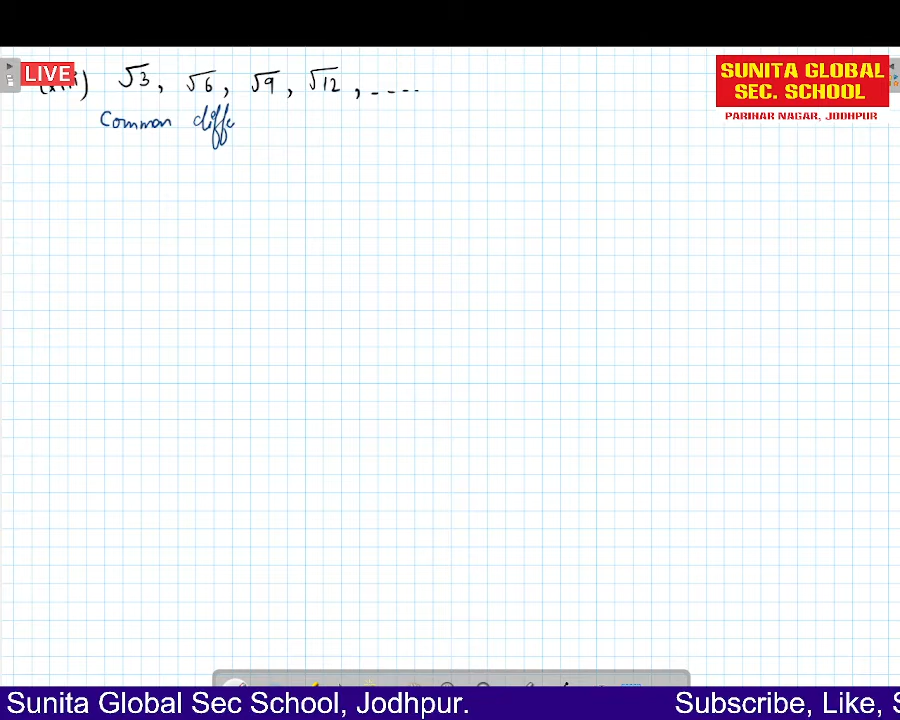 LIVE
√3, √6, √9, √12, ....
SUNITA GLOBAL
SEC. SCHOOL
PARIHAR NAGAR, JODHPUR
Common diffe
Sunita Global Sec School, Jodhpur.
Subscribe, Like, S